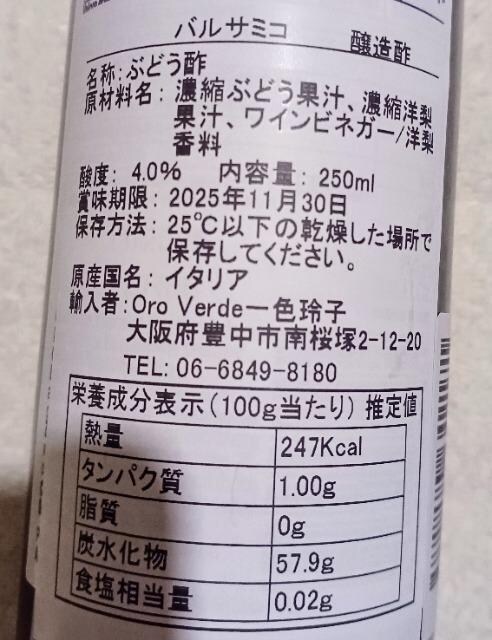 バルサミコ 醸造酢
名称：ぶどう酢
原材料名：濃縮ぶどう果汁、濃縮洋梨
果汁、ワインビネガー/洋梨
香料
酸度： 4.0% 内容量： 250ml
賞味期限： 2025年11月30日
保存方法： 25℃以下の乾燥した場所で
保存してください。
原産国名： イタリア
輸入者：Oro Verde一色玲子
大阪府豊中市南桜塚2-12-20
TEL: 06-6849-8180
栄養成分表示(100g当たり) 推定値
熱量 247Kcal
タンパク質 1.00g
脂質 0g
炭水化物 57.9g
食塩相当量 0.02g